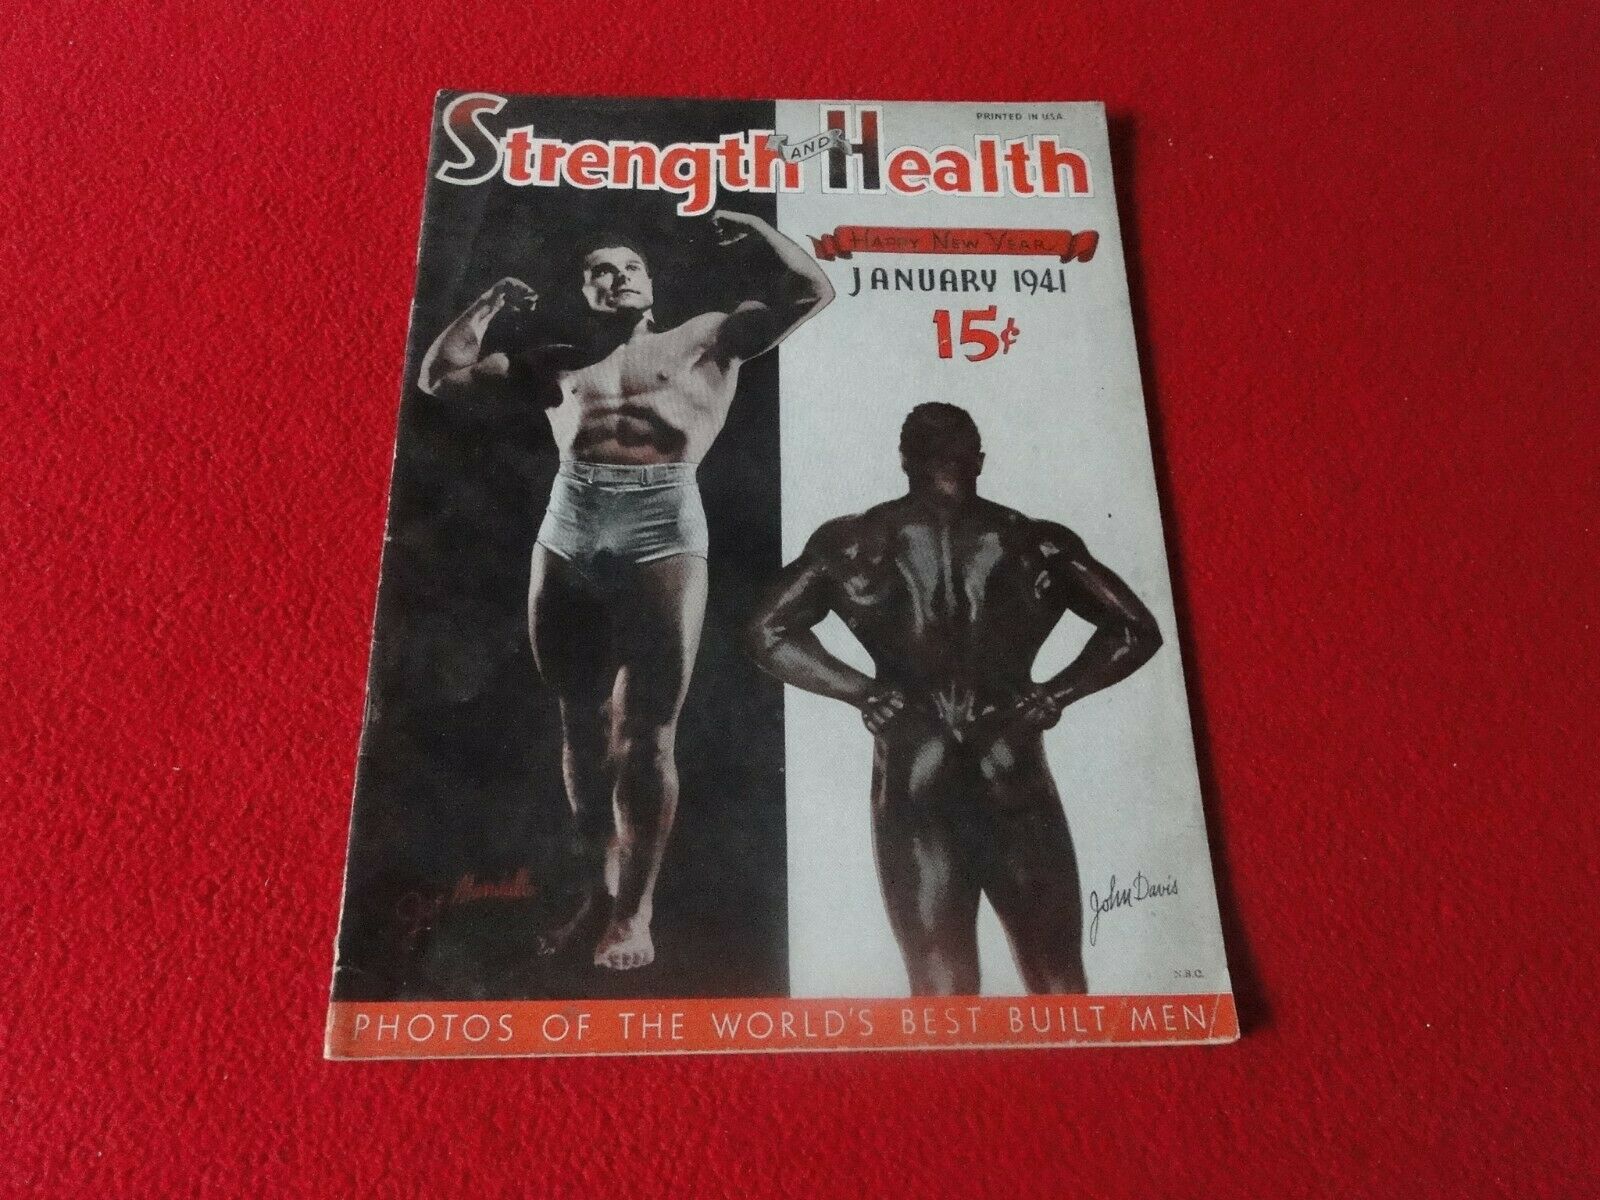 PRINTED IN U.S.A.
Strength AND Health
HAPPY NEW YEAR
JANUARY 1941
15¢
John Davis
N.B.C.
PHOTOS OF THE WORLD'S BEST BUILT MEN